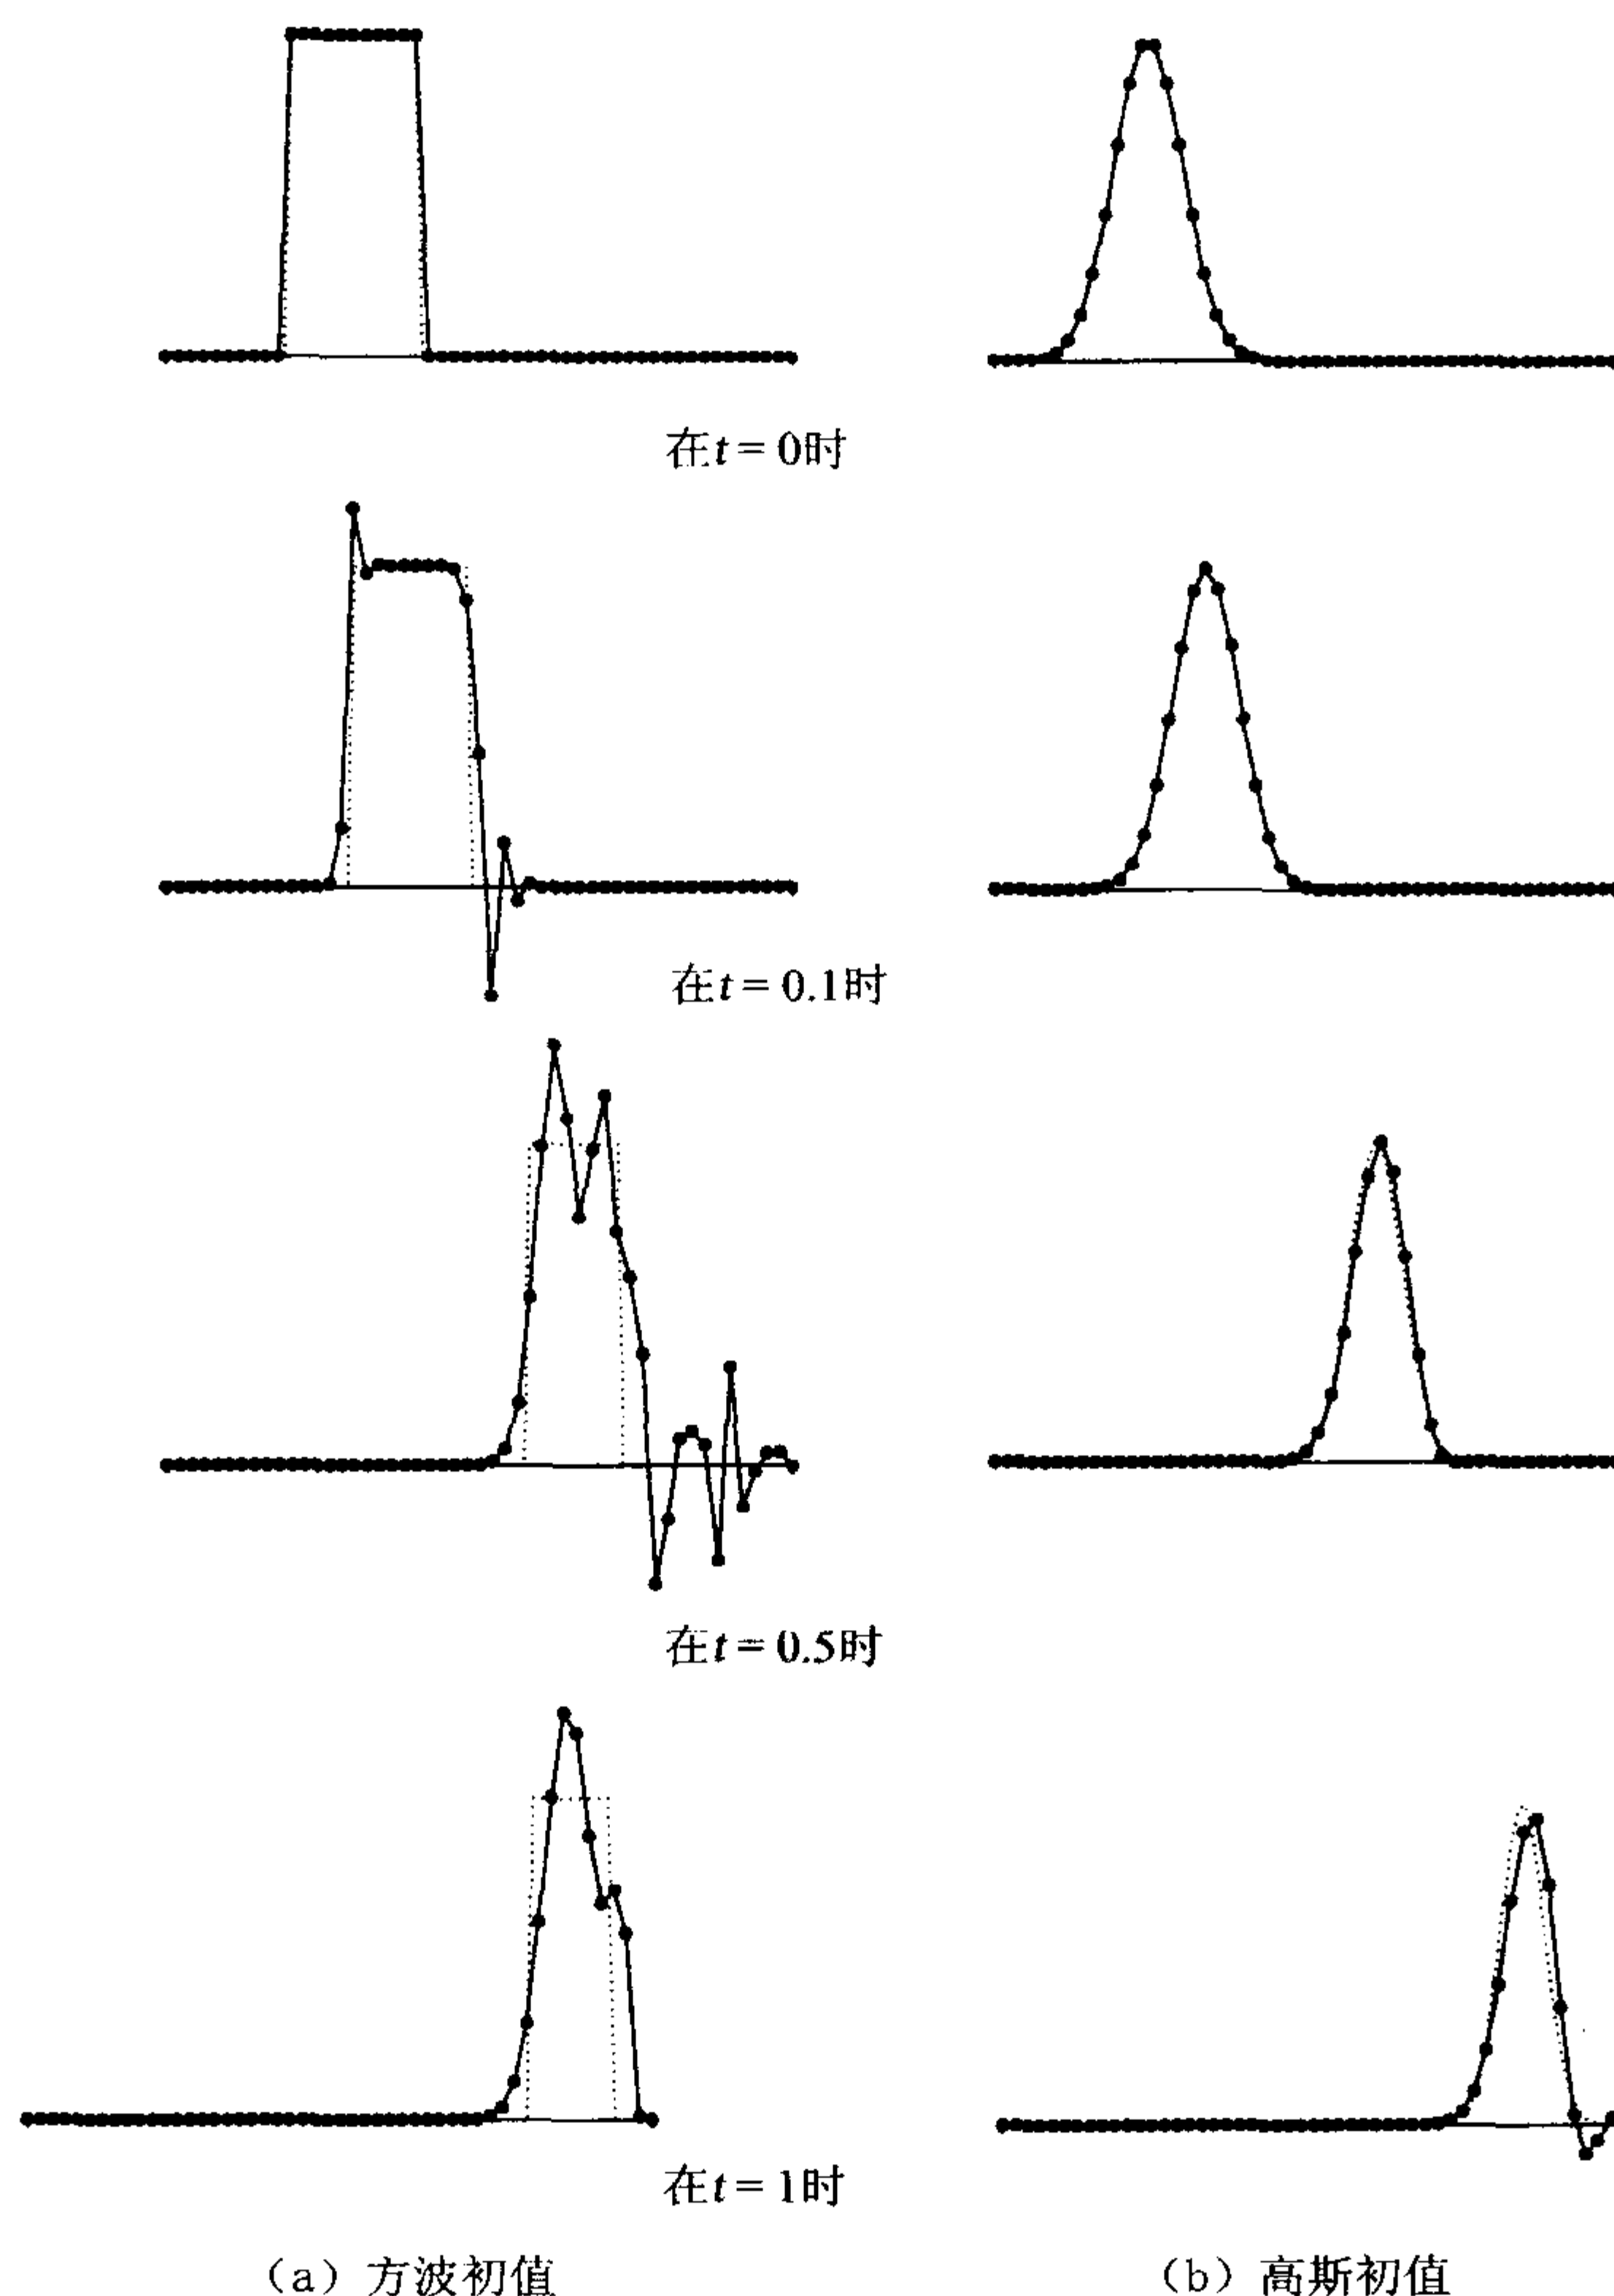 在t = 0时
在t = 0.1时
在t = 0.5时
在t = 1时
（a）方波初值
（b）高斯初值